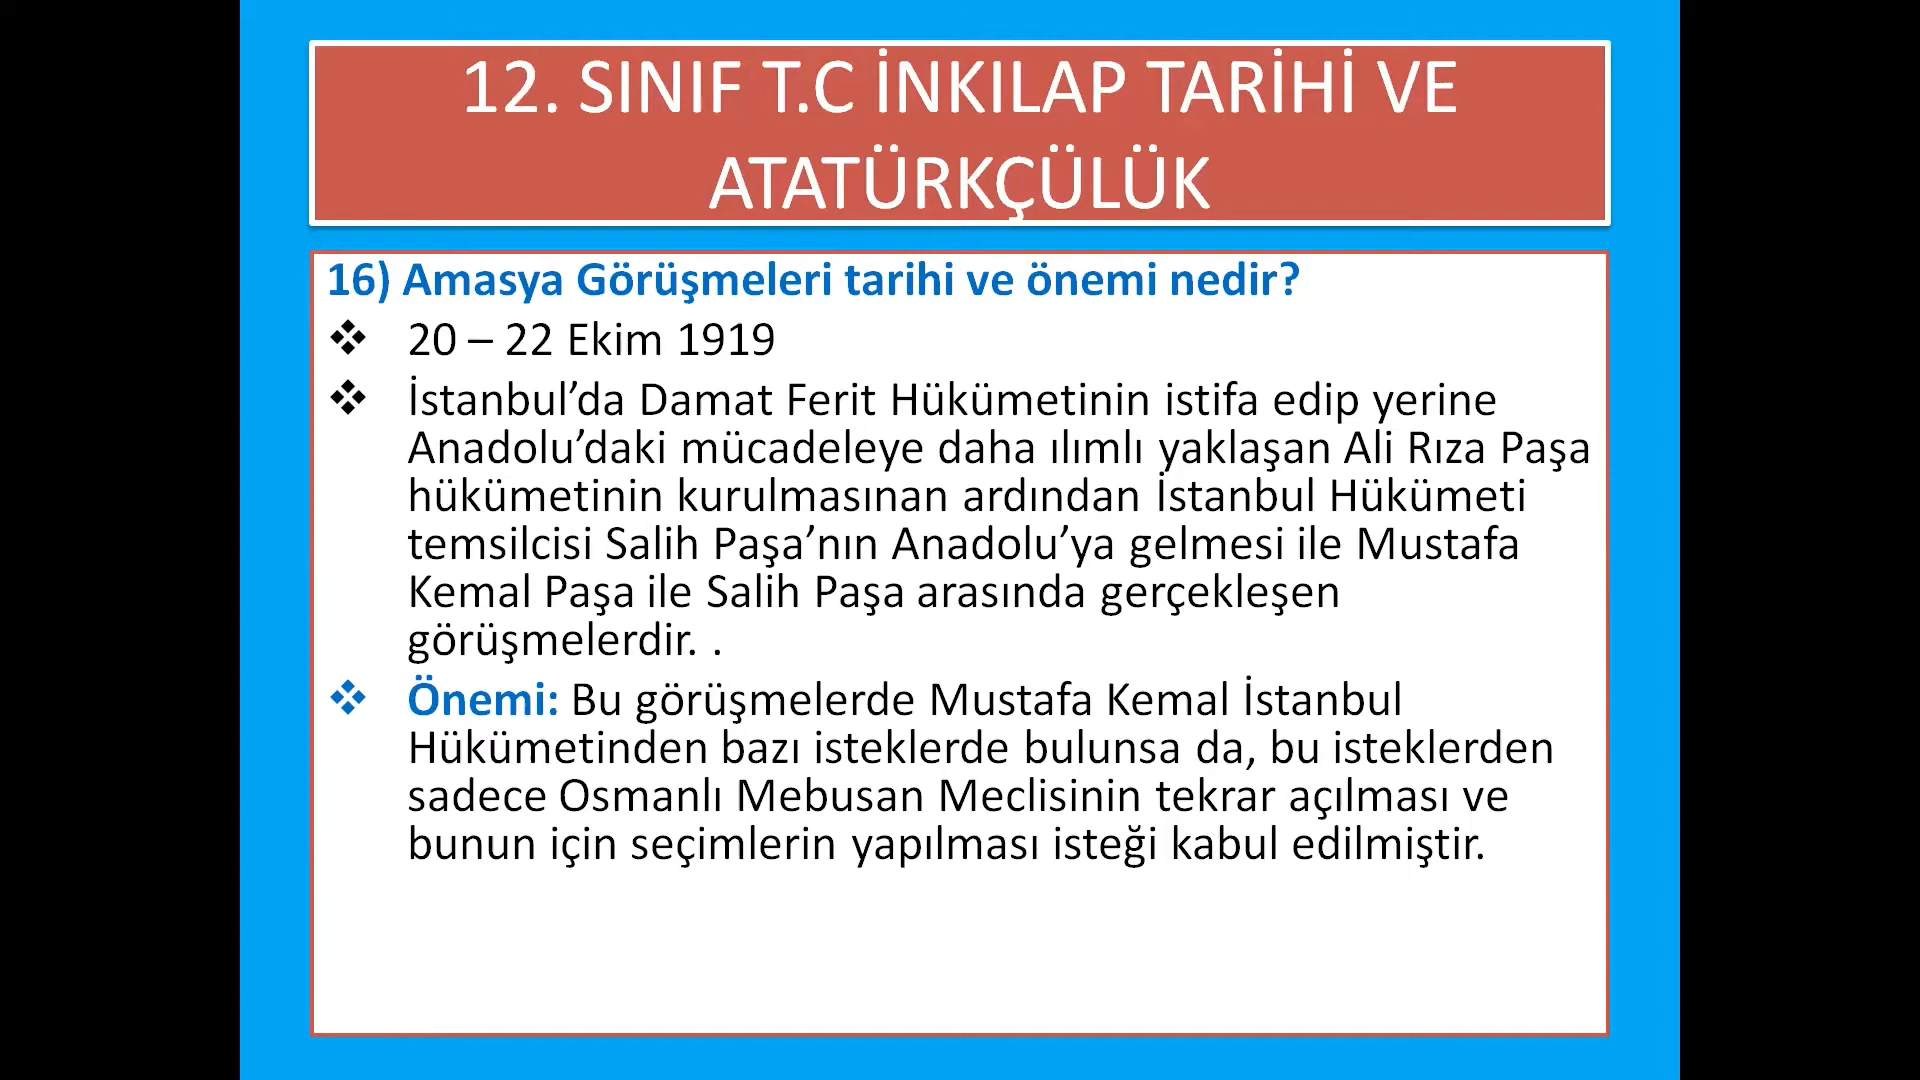 12. SINIF T.C İNKILAP TARİHİ VE
ATATÜRKÇÜLÜK
16) Amasya Görüşmeleri tarihi ve önemi nedir?
❖ 20 – 22 Ekim 1919
❖ İstanbul’da Damat Ferit Hükümetinin istifa edip yerine
Anadolu’daki mücadeleye daha ılımlı yaklaşan Ali Rıza Paşa
hükümetinin kurulmasınan ardından İstanbul Hükümeti
temsilcisi Salih Paşa’nın Anadolu’ya gelmesi ile Mustafa
Kemal Paşa ile Salih Paşa arasında gerçekleşen
görüşmelerdir. .
❖ Önemi: Bu görüşmelerde Mustafa Kemal İstanbul
Hükümetinden bazı isteklerde bulunsa da, bu isteklerden
sadece Osmanlı Mebusan Meclisinin tekrar açılması ve
bunun için seçimlerin yapılması isteği kabul edilmiştir.